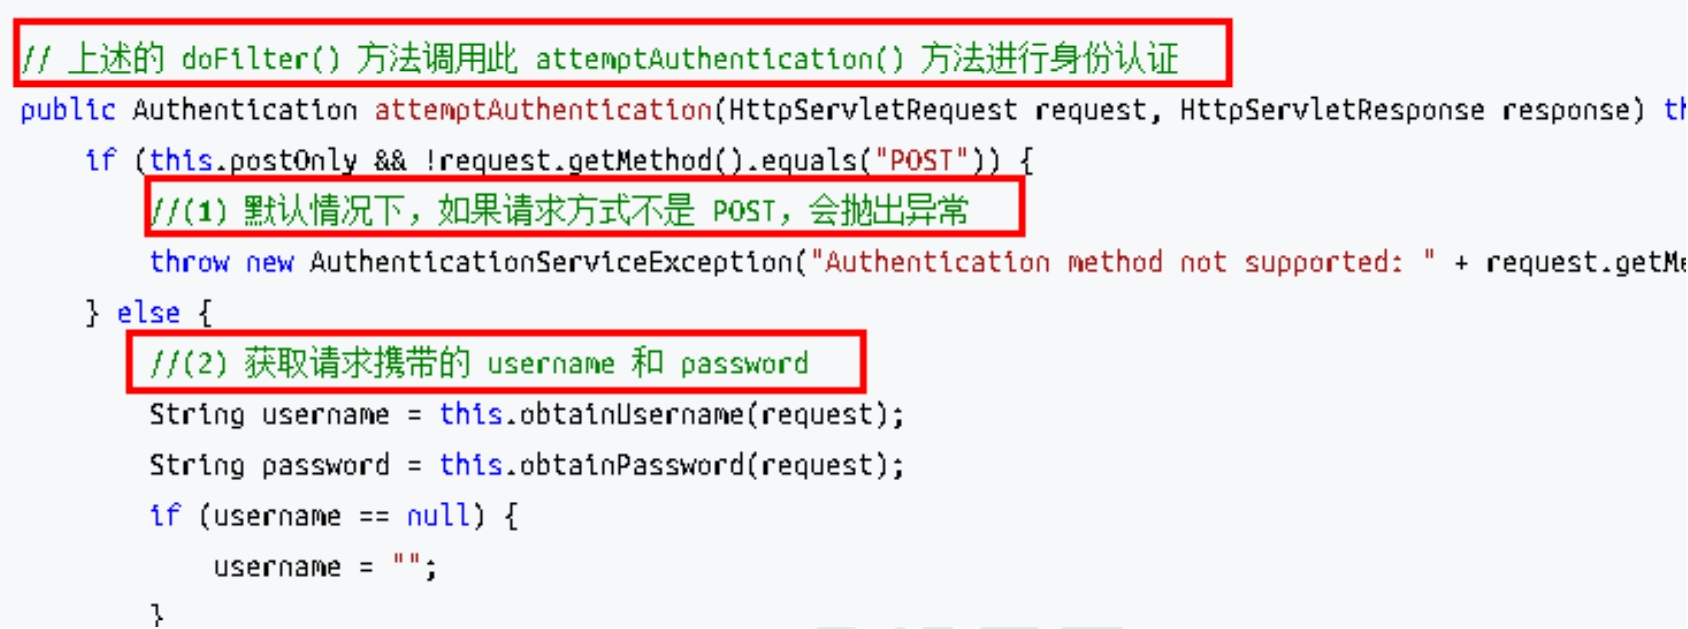 // 上述的 doFilter() 方法调用此 attemptAuthentication() 方法进行身份认证
public Authentication attemptAuthentication(HttpServletRequest request, HttpServletResponse response) th
if (this.postOnly && !request.getMethod().equals("POST")) {
//(1) 默认情况下，如果请求方式不是 POST，会抛出异常
throw new AuthenticationServiceException("Authentication method not supported: " + request.getMe
} else {
//(2) 获取请求携带的 username 和 password
String username = this.obtainUsername(request);
String password = this.obtainPassword(request);
if (username == null) {
username = "";
}